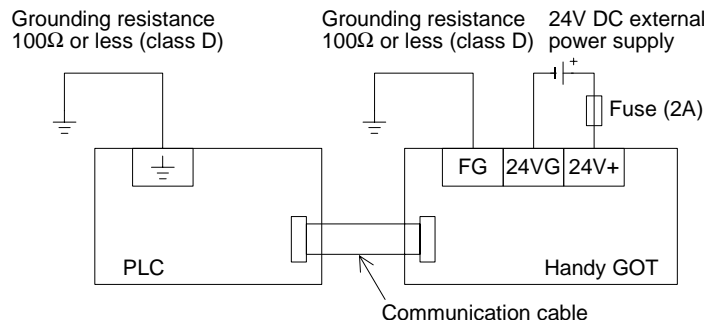 Grounding resistance
100Ω or less (class D)
Grounding resistance
100Ω or less (class D)
24V DC external
power supply
+
Fuse (2A)
FG
24VG
24V+
PLC
Handy GOT
Communication cable